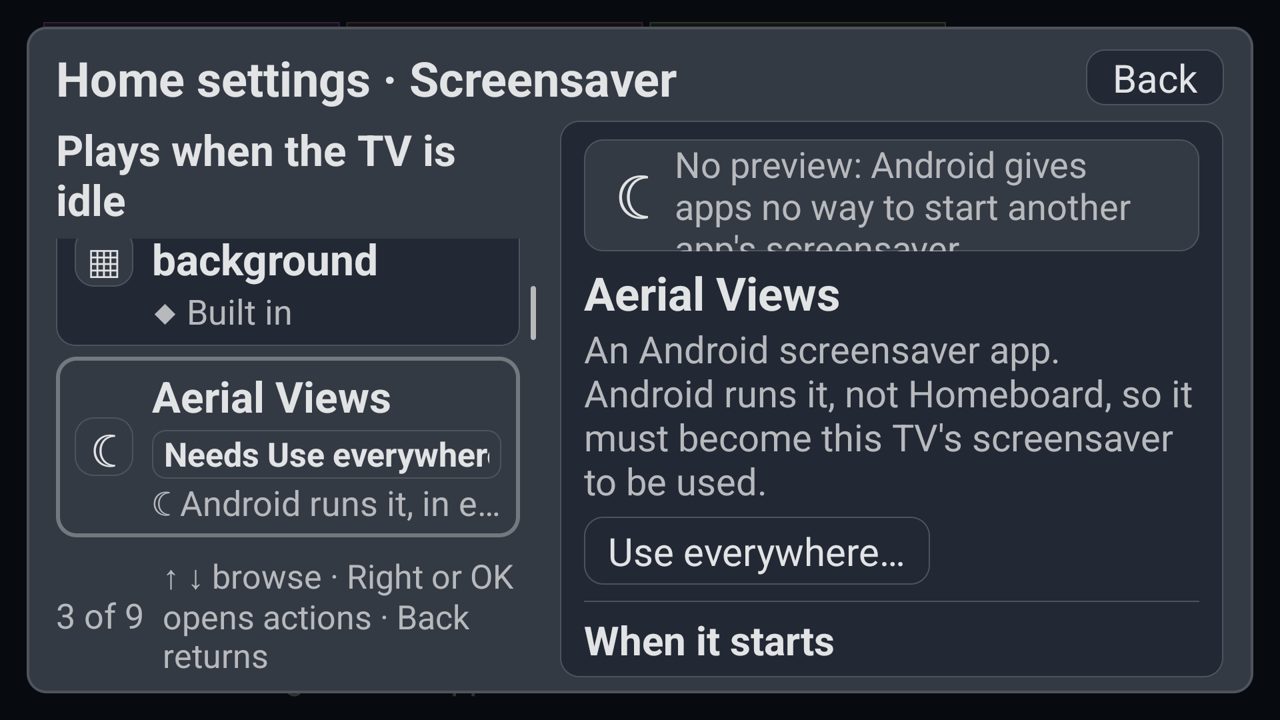 Home settings · Screensaver
Back
Plays when the TV is
idle
background
◆ Built in
Aerial Views
Needs Use everywher
☾ Android runs it, in e…
3 of 9
↑ ↓ browse · Right or OK
opens actions · Back
returns
No preview: Android gives
apps no way to start another
app's screensaver
Aerial Views
An Android screensaver app.
Android runs it, not Homeboard, so it
must become this TV's screensaver
to be used.
Use everywhere…
When it starts